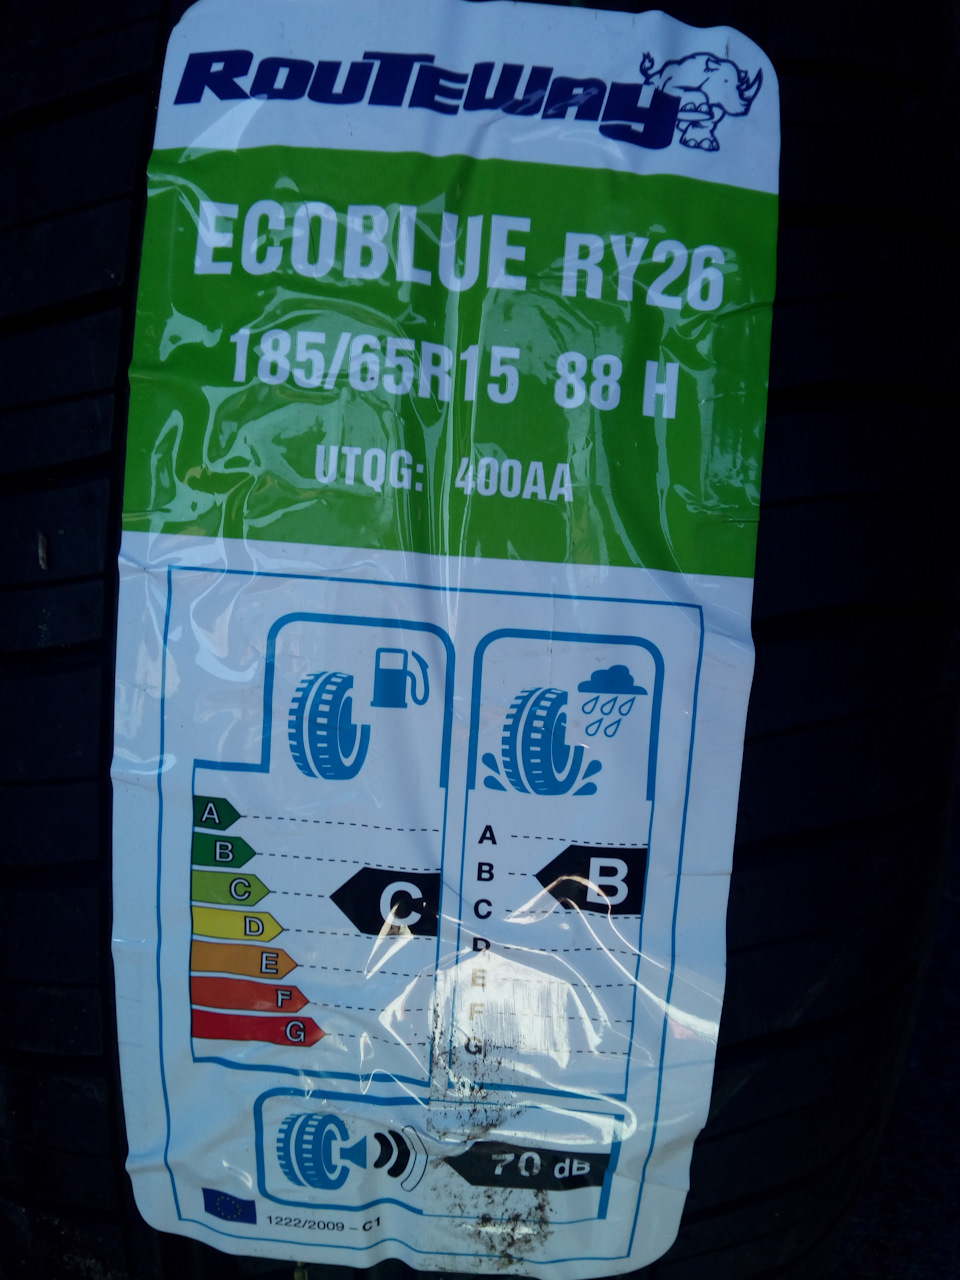 ROUTEWAY
ECOBLUE RY26
185/65R15 88 H
UTQG: 400AA
A
B
C
D
E
F
G
C
A
B
C
D
E
F
G
B
70 dB
1222/2009 - C1